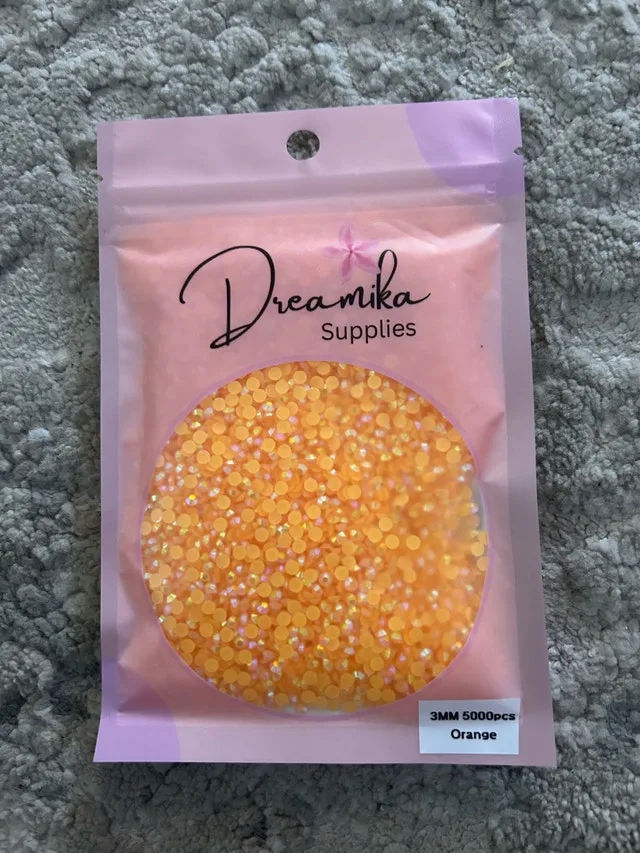 Dreamika
Supplies
3MM 5000pcs
Orange